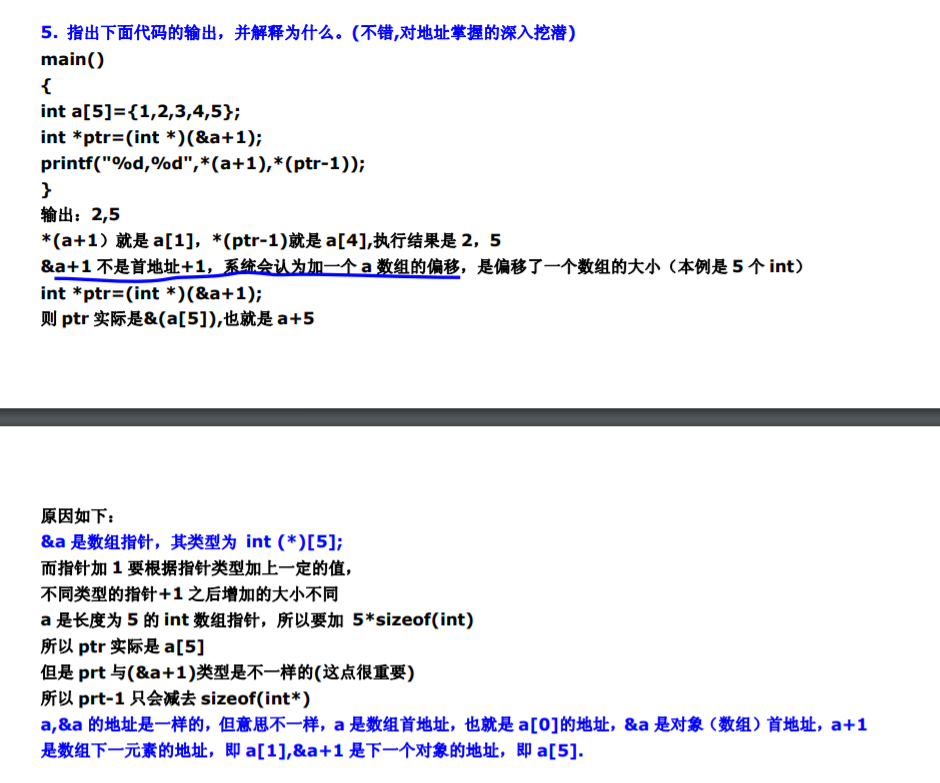 5. 指出下面代码的输出，并解释为什么。(不错,对地址掌握的深入挖潜)
main()
{
int a[5]={1,2,3,4,5};
int *ptr=(int *)(&a+1);
printf("%d,%d",*(a+1),*(ptr-1));
}
输出：2,5
*(a+1）就是 a[1]，*(ptr-1)就是 a[4],执行结果是 2，5
&a+1 不是首地址+1，系统会认为加一个 a 数组的偏移，是偏移了一个数组的大小（本例是 5 个 int）
int *ptr=(int *)(&a+1);
则 ptr 实际是&(a[5]),也就是 a+5
原因如下：
&a 是数组指针，其类型为 int (*)[5];
而指针加 1 要根据指针类型加上一定的值，
不同类型的指针+1 之后增加的大小不同
a 是长度为 5 的 int 数组指针，所以要加 5*sizeof(int)
所以 ptr 实际是 a[5]
但是 prt 与(&a+1)类型是不一样的(这点很重要)
所以 prt-1 只会减去 sizeof(int*)
a,&a 的地址是一样的，但意思不一样，a 是数组首地址，也就是 a[0]的地址，&a 是对象（数组）首地址，a+1
是数组下一元素的地址，即 a[1],&a+1 是下一个对象的地址，即 a[5].